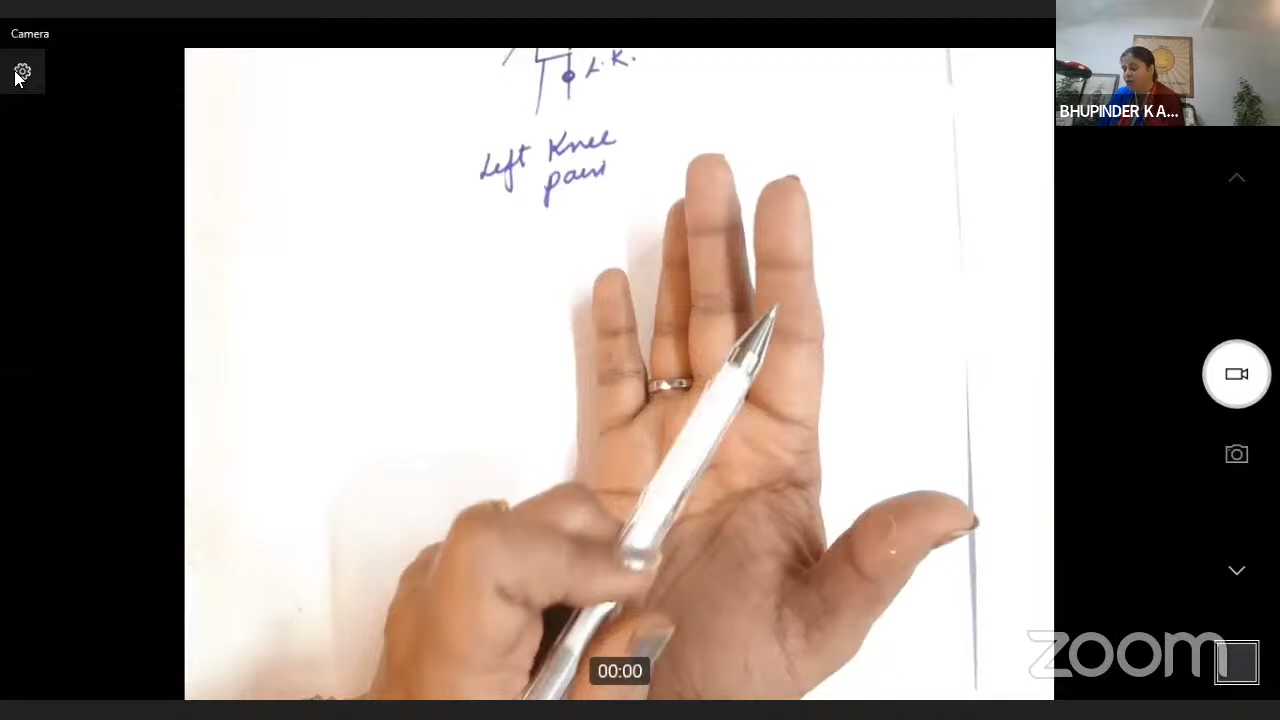 Camera
L.K.
BHUPINDER K A...
Left Knee
pain
00:00
zoom